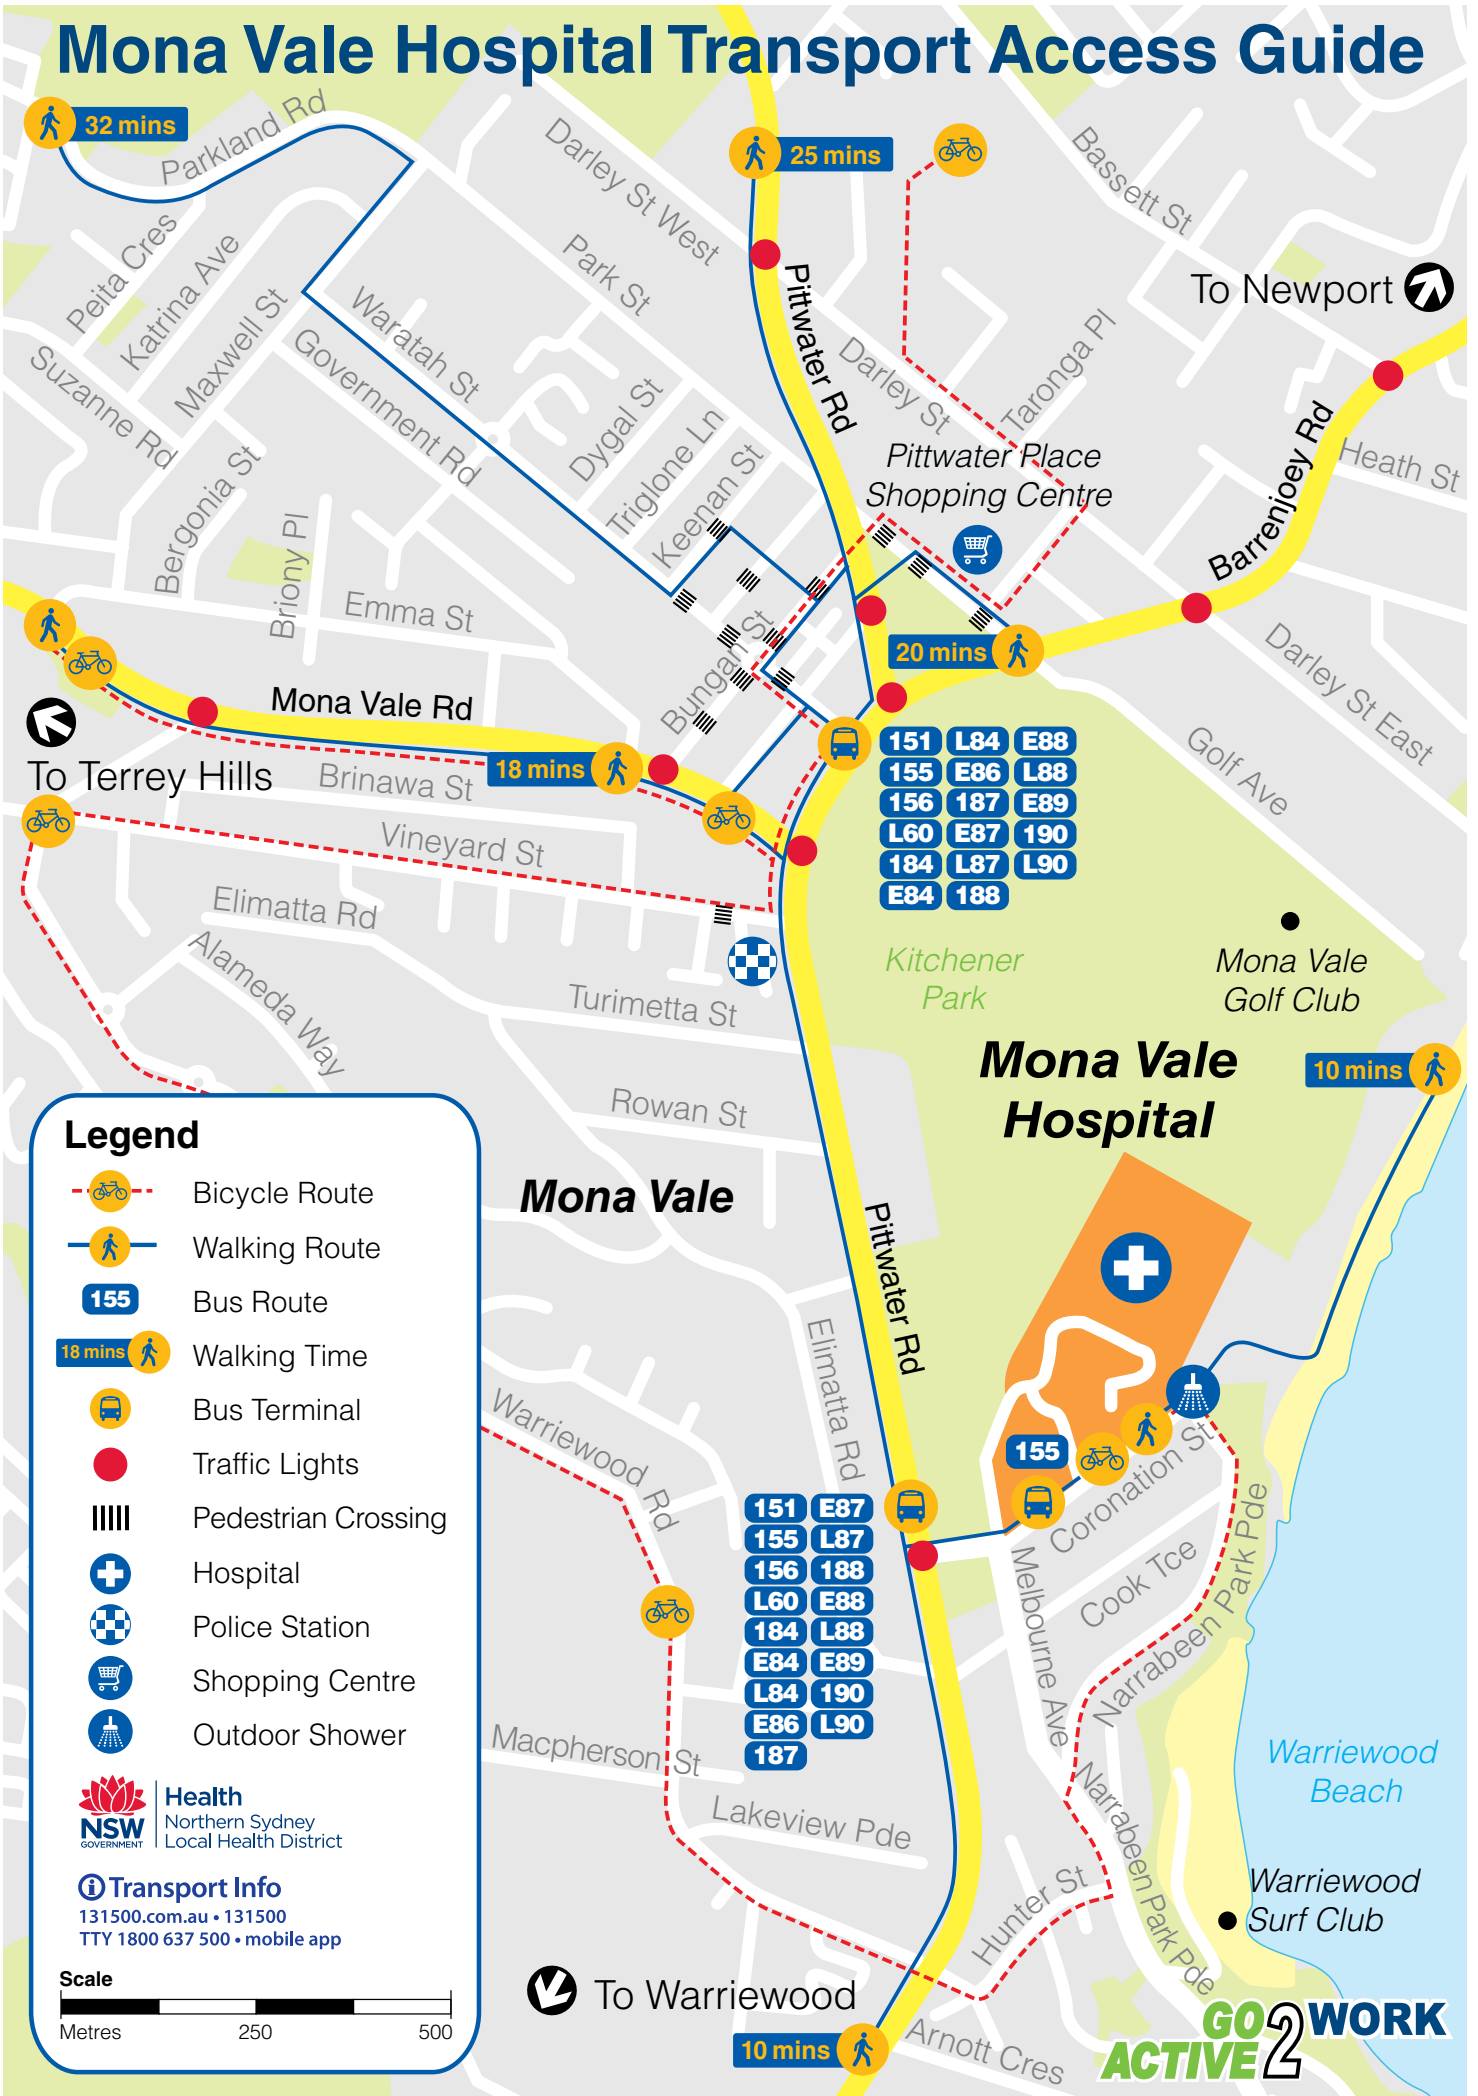 Mona Vale Hospital Transport Access Guide
32 mins
Parkland Rd
25 mins
Darley St West
Bassett St
Peita Cres
Katrina Ave
Maxwell St
Suzanne Rd
Park St
Waratah St
Government Rd
Pittwater Rd
To Newport
Darley St
Taronga Pl
Dygal St
Triglone Ln
Keenan St
Pittwater Place
Shopping Centre
Barrenjoey Rd
Heath St
Bergonia St
Briony Pl
Emma St
Bungan St
20 mins
Darley St East
Golf Ave
Mona Vale Rd
To Terrey Hills
Brinawa St
18 mins
Vineyard St
151 L84 E88
155 E86 L88
156 187 E89
L60 E87 190
184 L87 L90
E84 188
Elimatta Rd
Alameda Way
Turimetta St
Kitchener
Park
Mona Vale
Golf Club
Mona Vale
Hospital
10 mins
Rowan St
Mona Vale
Pittwater Rd
Elimatta Rd
Warriewood Rd
155
Coronation St
Cook Tce
Melbourne Ave
Narrabeen Park Pde
151 E87
155 L87
156 188
L60 E88
184 L88
E84 E89
L84 190
E86 L90
187
Macpherson St
Lakeview Pde
Warriewood
Beach
Narrabeen Park Pde
Hunter St
Warriewood
Surf Club
To Warriewood
10 mins
Arnott Cres
Legend
Bicycle Route
Walking Route
155 Bus Route
18 mins Walking Time
Bus Terminal
Traffic Lights
Pedestrian Crossing
Hospital
Police Station
Shopping Centre
Outdoor Shower
NSW
GOVERNMENT
Health
Northern Sydney
Local Health District
Transport Info
131500.com.au • 131500
TTY 1800 637 500 • mobile app
Scale
Metres 250 500
GO
ACTIVE 2 WORK